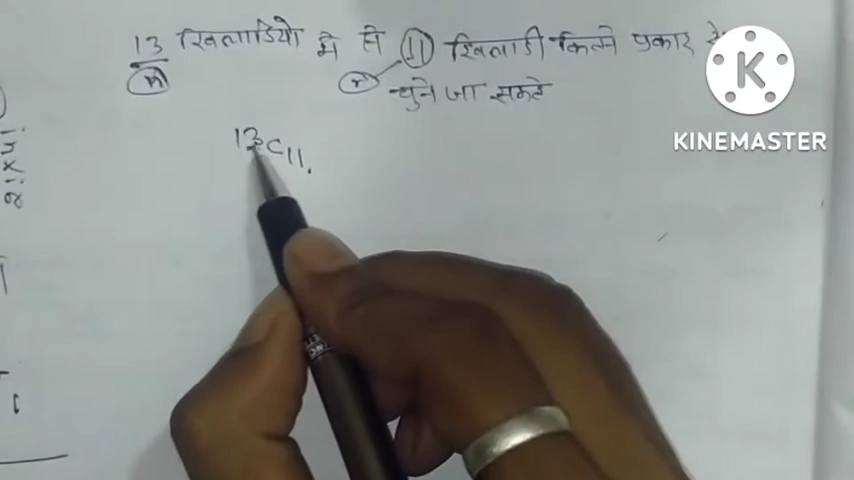 13 खिलाडियो मे से 11 खिलाडी कितने प्रकार से
n r चुने जा सकते
13C11.
K
KINEMASTER